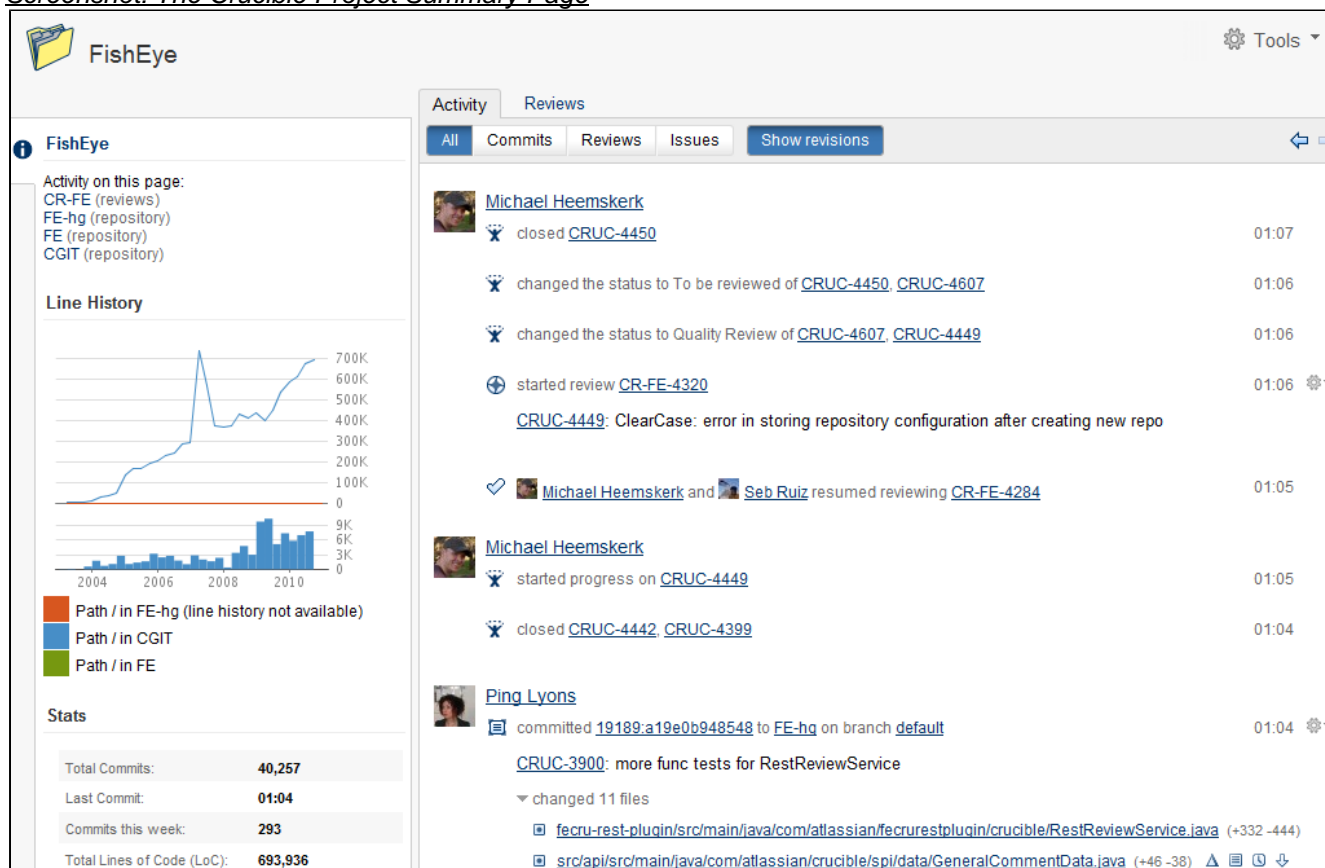 Screenshot: The Crucible Project Summary Page
FishEye
Tools
Activity
Reviews
FishEye
Activity on this page:
CR-FE (reviews)
FE-hg (repository)
FE (repository)
CGIT (repository)
Line History
700K
600K
500K
400K
300K
200K
100K
0
9K
6K
3K
0
2004 2006 2008 2010
Path / in FE-hg (line history not available)
Path / in CGIT
Path / in FE
Stats
Total Commits: 40,257
Last Commit: 01:04
Commits this week: 293
Total Lines of Code (LoC): 693,936
All Commits Reviews Issues Show revisions
Michael Heemskerk
closed CRUC-4450 01:07
changed the status to To be reviewed of CRUC-4450, CRUC-4607 01:06
changed the status to Quality Review of CRUC-4607, CRUC-4449 01:06
started review CR-FE-4320 01:06
CRUC-4449: ClearCase: error in storing repository configuration after creating new repo
Michael Heemskerk and Seb Ruiz resumed reviewing CR-FE-4284 01:05
Michael Heemskerk
started progress on CRUC-4449 01:05
closed CRUC-4442, CRUC-4399 01:04
Ping Lyons
committed 19189:a19e0b948548 to FE-hg on branch default 01:04
CRUC-3900: more func tests for RestReviewService
changed 11 files
fecru-rest-plugin/src/main/java/com/atlassian/fecrurestplugin/crucible/RestReviewService.java (+332 -444)
src/api/src/main/java/com/atlassian/crucible/spi/data/GeneralCommentData.java (+46 -38)